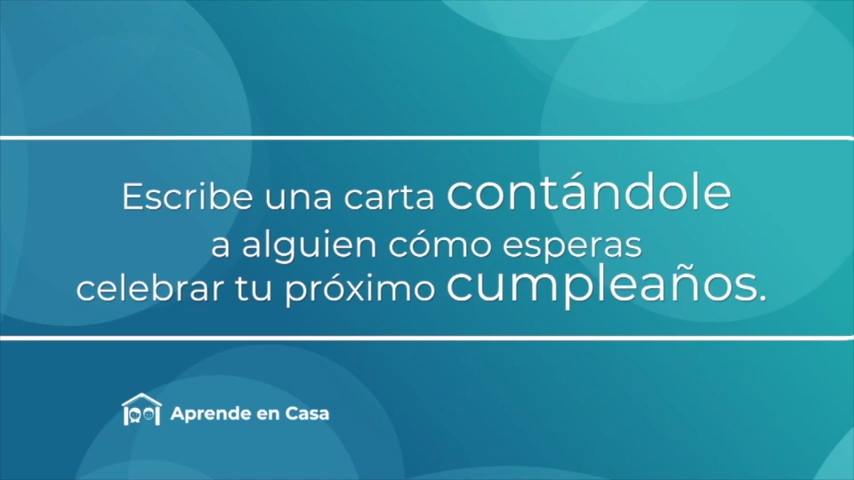 Escribe una carta contándole
a alguien cómo esperas
celebrar tu próximo cumpleaños.
Aprende en Casa